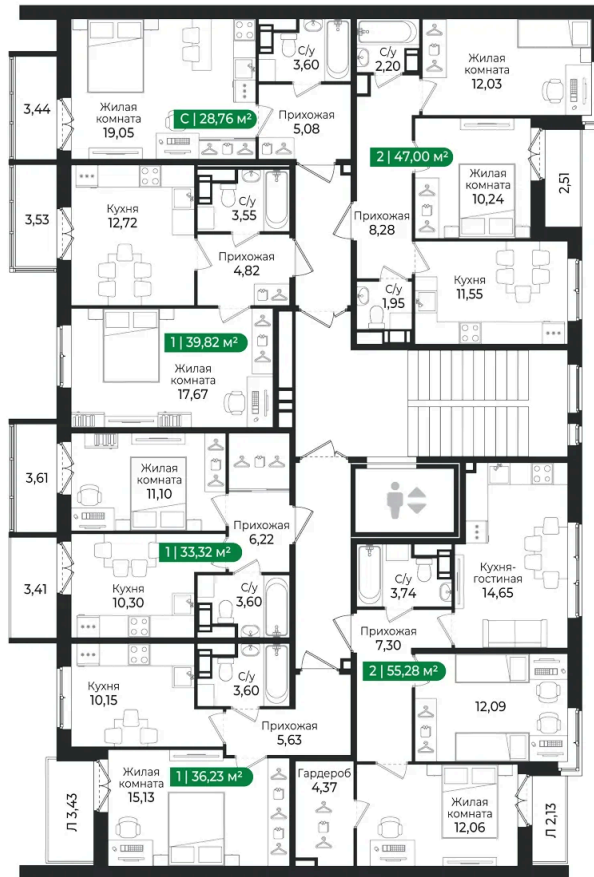 С/у
3,60
С/у
2,20
Жилая
комната
12,03
3,44
Жилая
комната
19,05
С | 28,76 м²
Прихожая
5,08
2 | 47,00 м²
Жилая
комната
10,24
2,51
3,53
Кухня
12,72
С/у
3,55
Прихожая
8,28
Прихожая
4,82
Кухня
11,55
С/у
1,95
1 | 39,82 м²
Жилая
комната
17,67
3,61
Жилая
комната
11,10
Прихожая
6,22
1 | 33,32 м²
3,41
Кухня
10,30
С/у
3,60
С/у
3,74
Кухня-
гостиная
14,65
Прихожая
7,30
2 | 55,28 м²
Кухня
10,15
С/у
3,60
12,09
Прихожая
5,63
Л 3,43
Жилая
комната
15,13
1 | 36,23 м²
Гардероб
4,37
Жилая
комната
12,06
Л 2,13